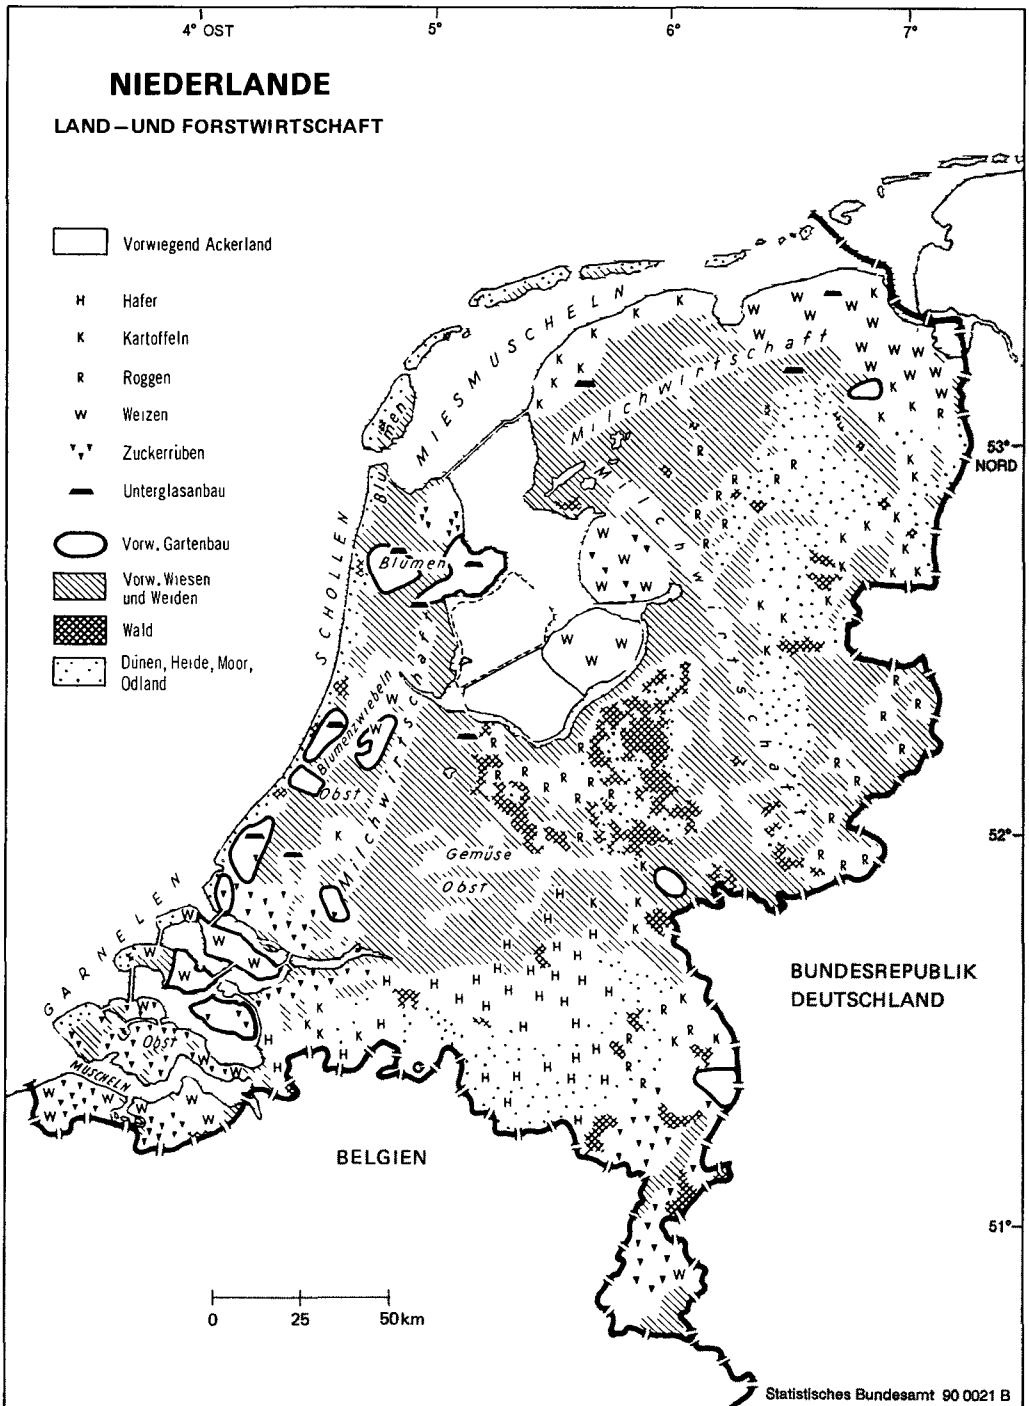 4° OST
5°
6°
7°
NIEDERLANDE
LAND–UND FORSTWIRTSCHAFT
Vorwiegend Ackerland
H Hafer
K Kartoffeln
R Roggen
W Weizen
Zuckerrüben
Unterglasanbau
Vorw. Gartenbau
Vorw. Wiesen
und Weiden
Wald
Dünen, Heide, Moor,
Ödland
MIESMUSCHELN
Milchwirtschaft
Milchwirtschaft
53°
NORD
Blumen
Blumen
SCHOLLEN
Blumenzwiebeln
Obst
Milchwirtschaft
52°
Gemüse
Obst
GARNELEN
BUNDESREPUBLIK
DEUTSCHLAND
Obst
MUSCHELN
BELGIEN
51°
0 25 50km
Statistisches Bundesamt 90 0021 B